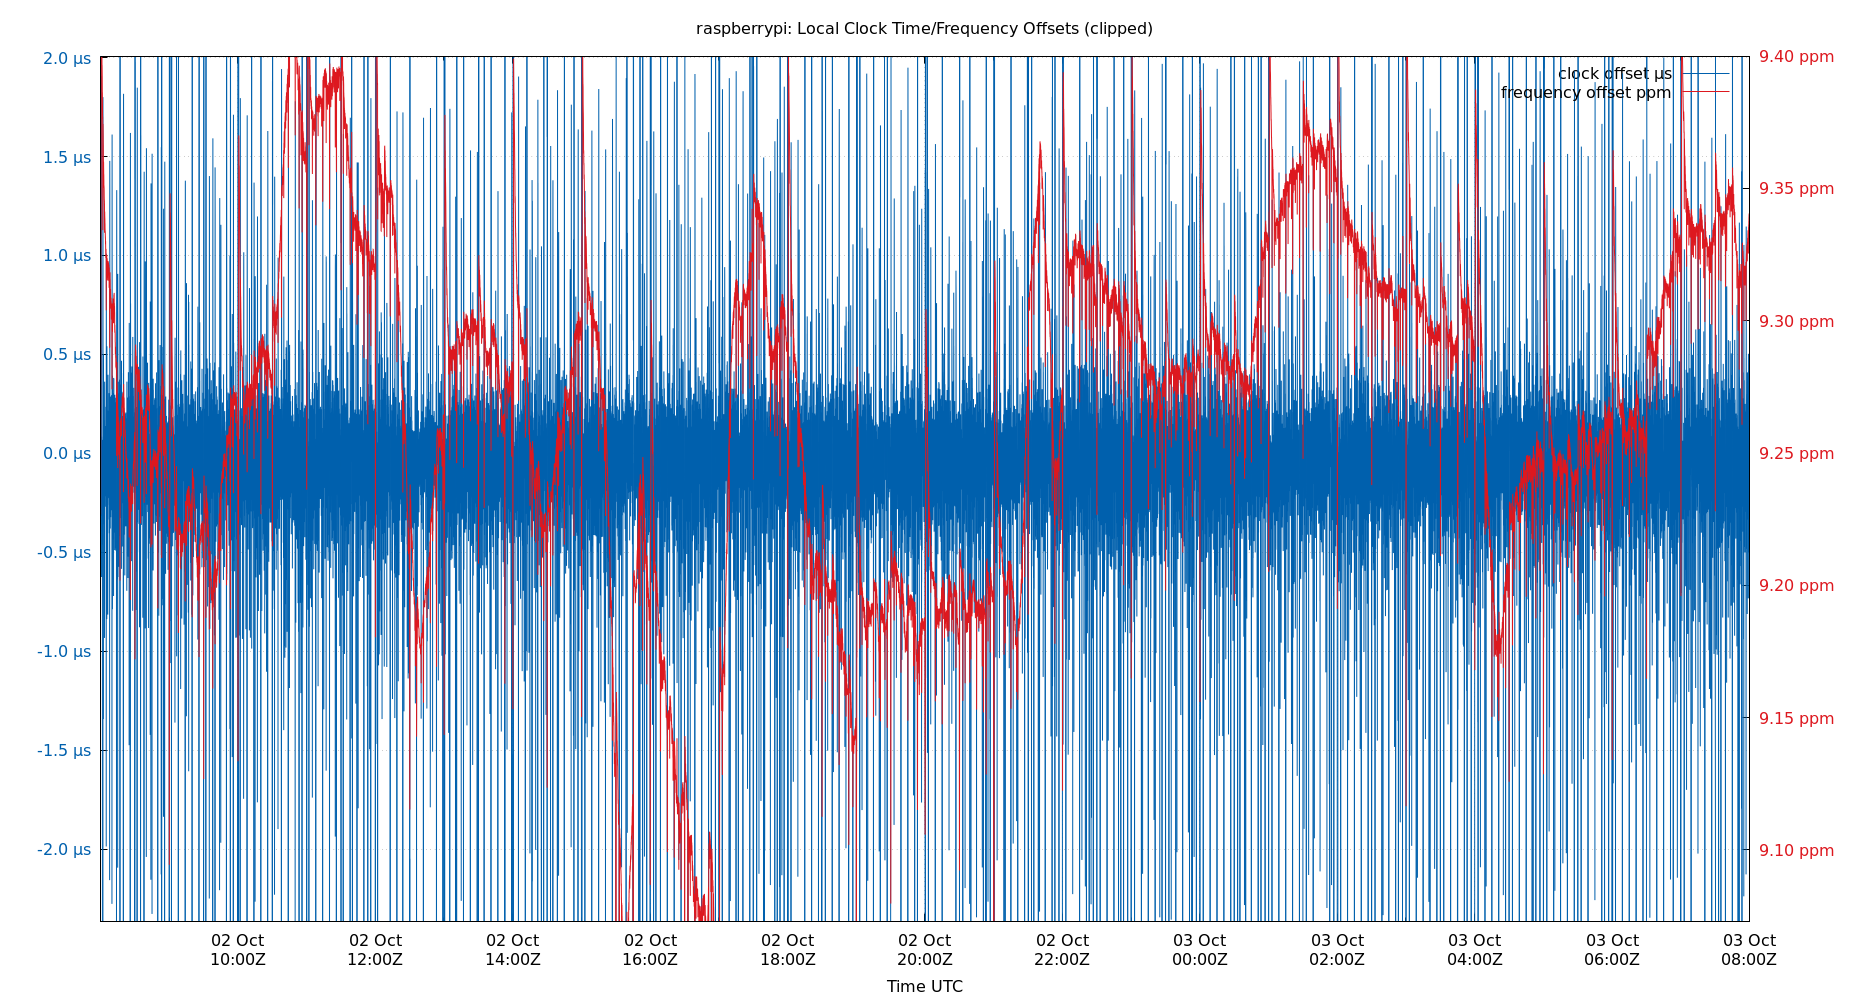 raspberrypi: Local Clock Time/Frequency Offsets (clipped)
2.0 µs
1.5 µs
1.0 µs
0.5 µs
0.0 µs
-0.5 µs
-1.0 µs
-1.5 µs
-2.0 µs
9.40 ppm
9.35 ppm
9.30 ppm
9.25 ppm
9.20 ppm
9.15 ppm
9.10 ppm
clock offset µs
frequency offset ppm
02 Oct 02 Oct 02 Oct 02 Oct 02 Oct 02 Oct 02 Oct 03 Oct 03 Oct 03 Oct 03 Oct 03 Oct
10:00Z 12:00Z 14:00Z 16:00Z 18:00Z 20:00Z 22:00Z 00:00Z 02:00Z 04:00Z 06:00Z 08:00Z
Time UTC